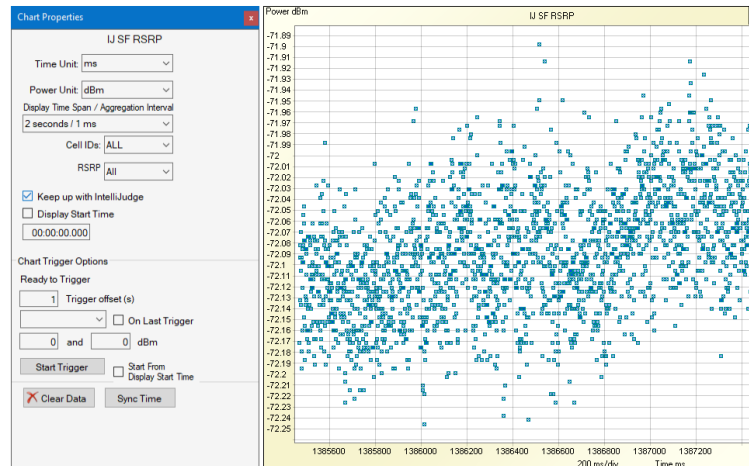 Chart Properties
x
IJ SF RSRP
Time Unit: ms
Power Unit: dBm
Display Time Span / Aggregation Interval
2 seconds / 1 ms
Cell IDs: ALL
RSRP All
Keep up with IntelliJudge
Display Start Time
00:00:00.000
Chart Trigger Options
Ready to Trigger
1 Trigger offset (s)
On Last Trigger
0 and 0 dBm
Start Trigger
Start From
Display Start Time
Clear Data Sync Time
Power dBm
IJ SF RSRP
-71.89
-71.9
-71.91
-71.92
-71.93
-71.94
-71.95
-71.96
-71.97
-71.98
-71.99
-72
-72.01
-72.02
-72.03
-72.04
-72.05
-72.06
-72.07
-72.08
-72.09
-72.1
-72.11
-72.12
-72.13
-72.14
-72.15
-72.16
-72.17
-72.18
-72.19
-72.2
-72.21
-72.22
-72.23
-72.24
-72.25
1385600 1385800 1386000 1386200 1386400 1386600 1386800 1387000 1387200
200 ms/div Time ms